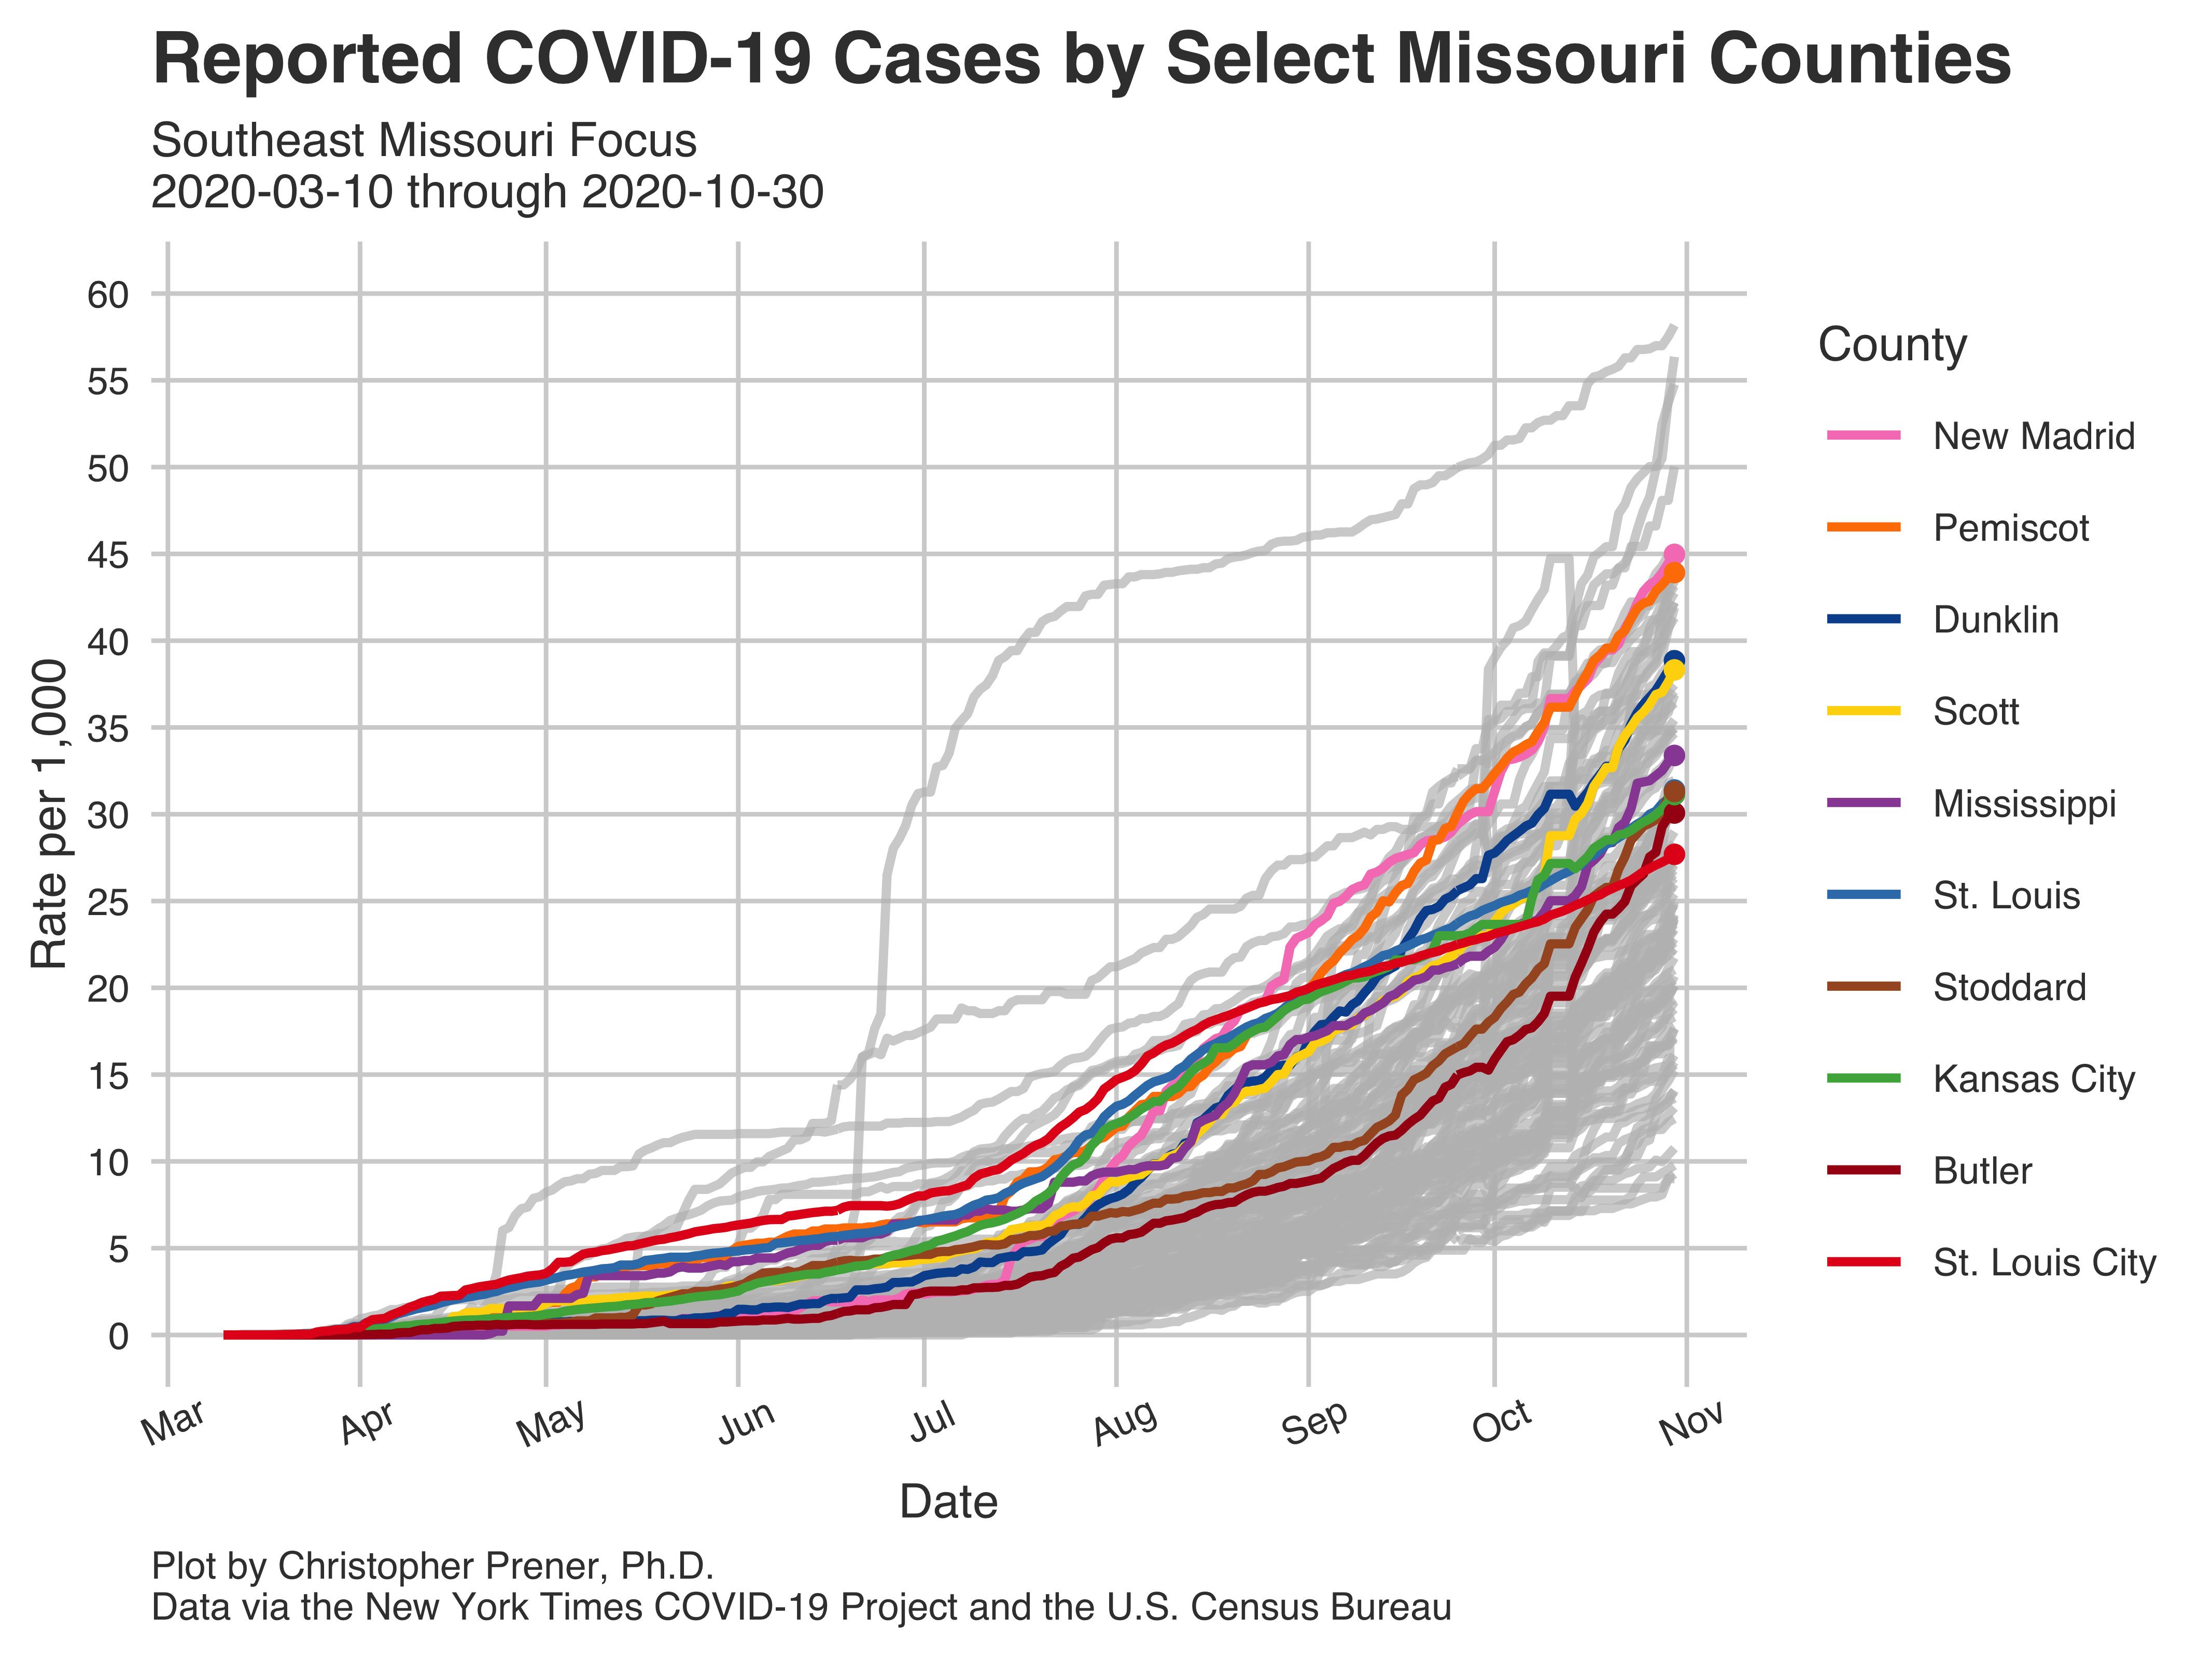 Reported COVID-19 Cases by Select Missouri Counties
Southeast Missouri Focus
2020-03-10 through 2020-10-30
60
55
50
45
40
35
30
25
20
15
10
5
0
Rate per 1,000
Mar
Apr
May
Jun
Jul
Aug
Sep
Oct
Nov
Date
County
New Madrid
Pemiscot
Dunklin
Scott
Mississippi
St. Louis
Stoddard
Kansas City
Butler
St. Louis City
Plot by Christopher Prener, Ph.D.
Data via the New York Times COVID-19 Project and the U.S. Census Bureau